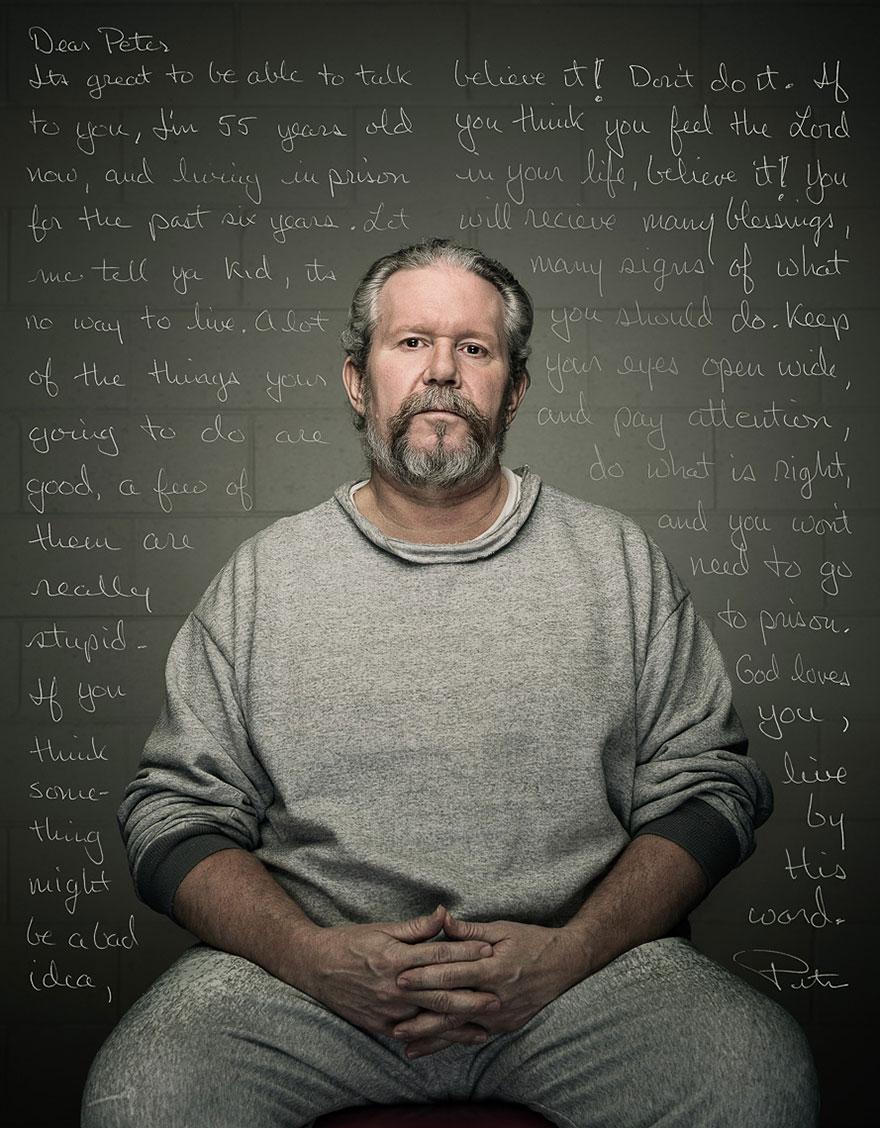 Dear Peter
Its great to be able to talk
to you, I'm 55 years old
now, and living in prison
for the past six years. Let
me tell ya kid, its
no way to live. A lot
of the things your
going to do are
good, a few of
them are
really
stupid.
If you
think
some-
thing
might
be a bad
idea,
believe it! Don't do it. If
you think you feel the Lord
in your life, believe it! You
will recieve many blessings,
many signs of what
you should do. Keep
your eyes open wide,
and pay attention,
do what is right,
and you won't
need to go
to prison.
God loves
you,
live
by
His
word.
Peter